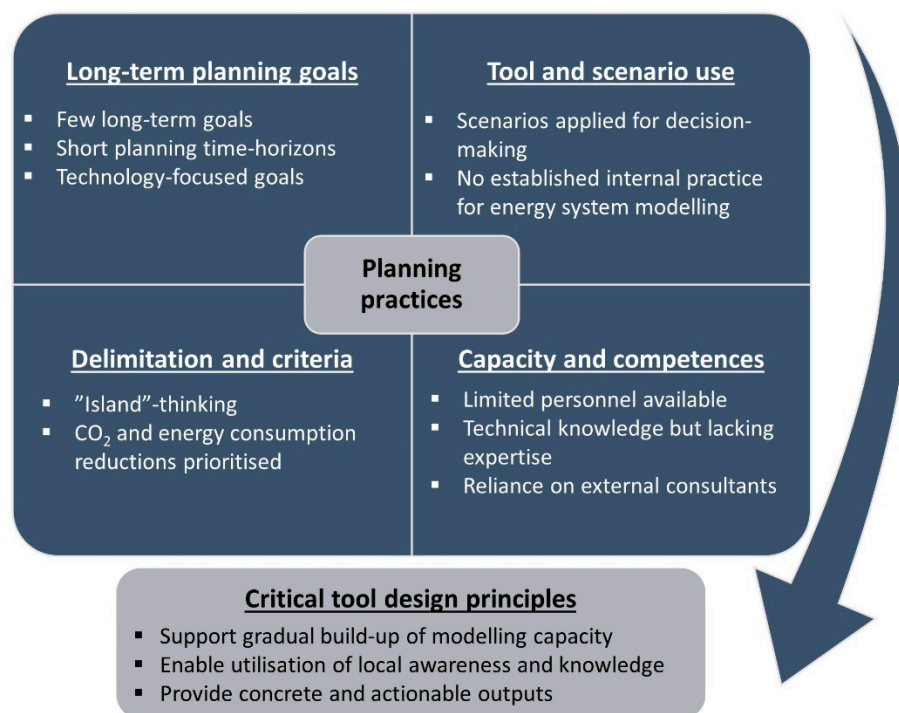 Long-term planning goals
▪ Few long-term goals
▪ Short planning time-horizons
▪ Technology-focused goals
Tool and scenario use
▪ Scenarios applied for decision-
making
▪ No established internal practice
for energy system modelling
Planning
practices
Delimitation and criteria
▪ ”Island”-thinking
▪ CO₂ and energy consumption
reductions prioritised
Capacity and competences
▪ Limited personnel available
▪ Technical knowledge but lacking
expertise
▪ Reliance on external consultants
Critical tool design principles
▪ Support gradual build-up of modelling capacity
▪ Enable utilisation of local awareness and knowledge
▪ Provide concrete and actionable outputs